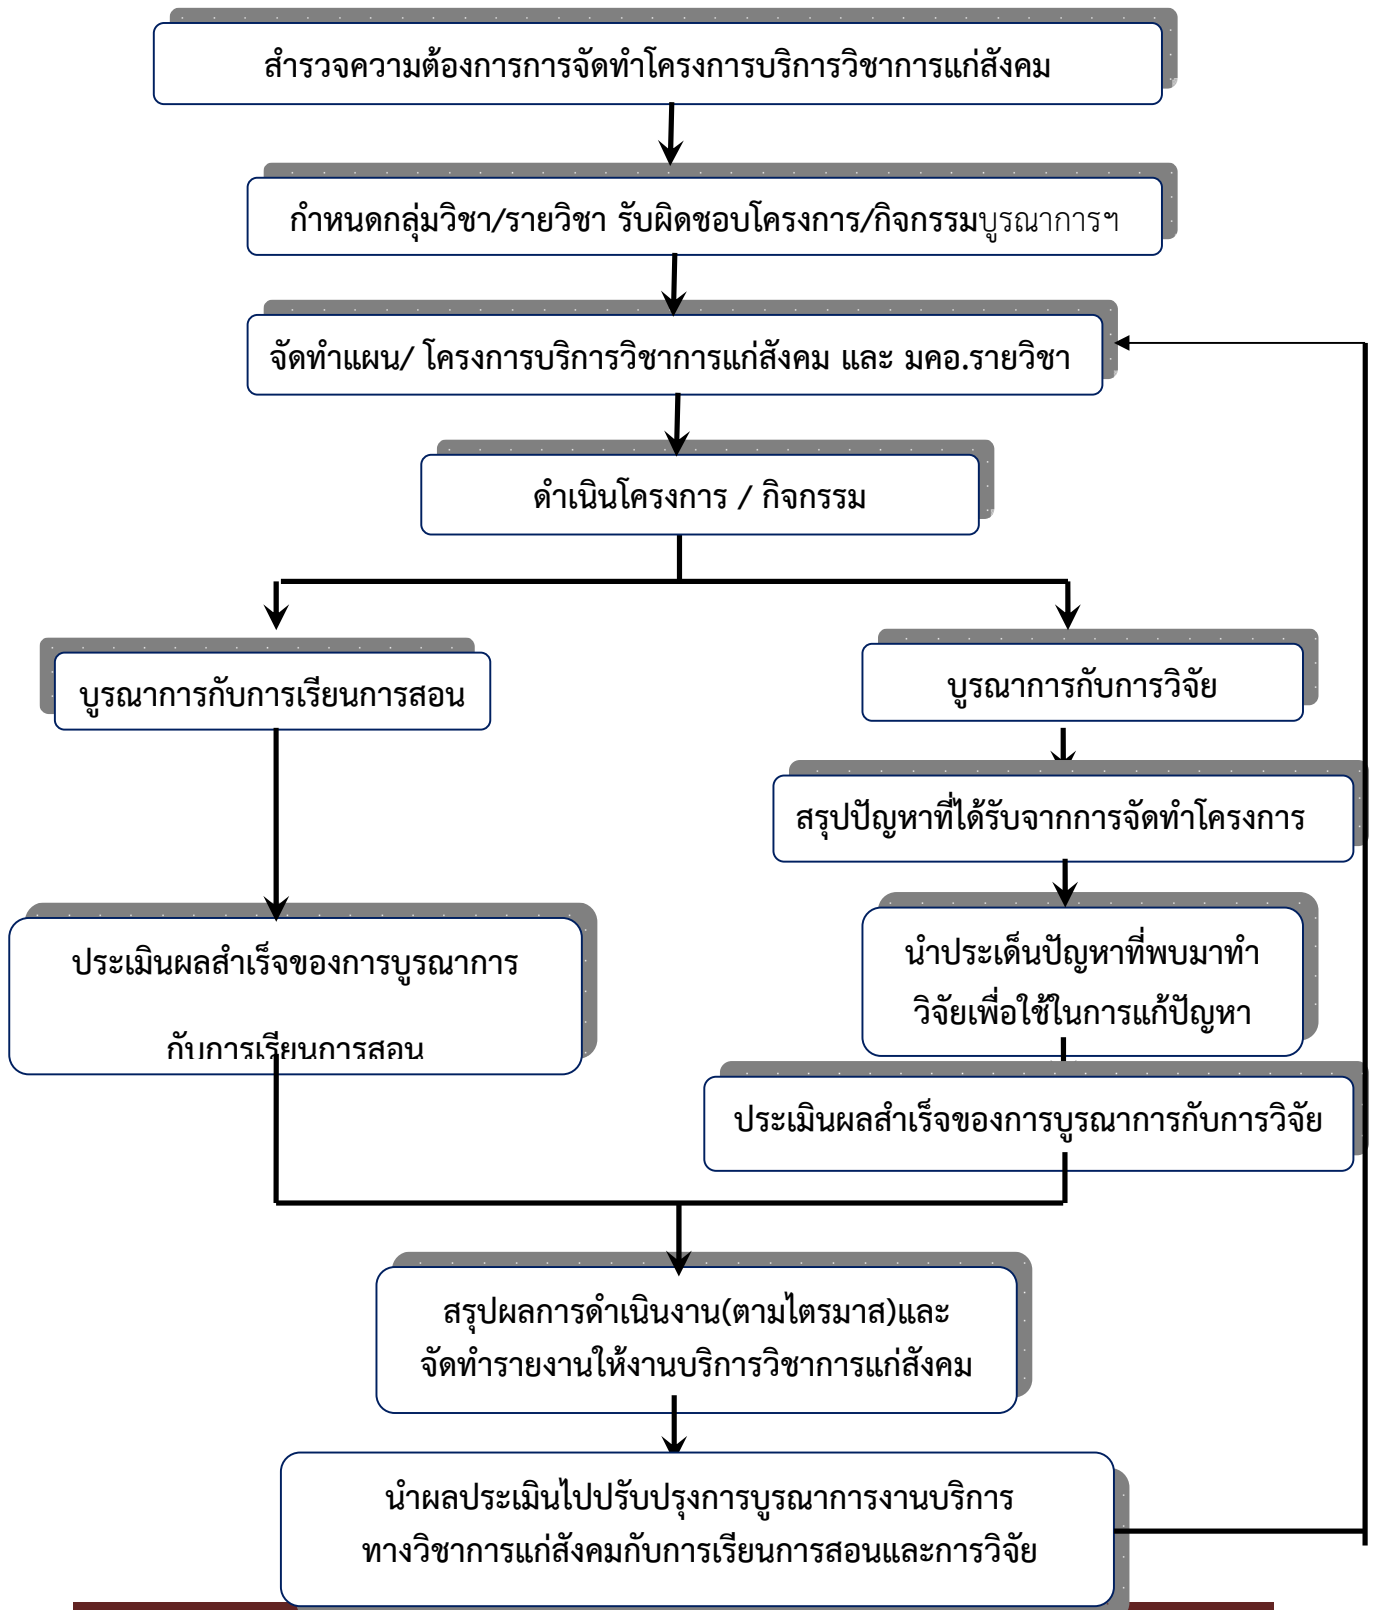 สำรวจความต้องการการจัดทำโครงการบริการวิชาการแก่สังคม
กำหนดกลุ่มวิชา/รายวิชา รับผิดชอบโครงการ/กิจกรรมบูรณาการฯ
จัดทำแผน/ โครงการบริการวิชาการแก่สังคม และ มคอ.รายวิชา
ดำเนินโครงการ / กิจกรรม
บูรณาการกับการเรียนการสอน
บูรณาการกับการวิจัย
สรุปปัญหาที่ได้รับจากการจัดทำโครงการ
ประเมินผลสำเร็จของการบูรณาการ
กับการเรียนการสอน
นำประเด็นปัญหาที่พบมาทำ
วิจัยเพื่อใช้ในการแก้ปัญหา
ประเมินผลสำเร็จของการบูรณาการกับการวิจัย
สรุปผลการดำเนินงาน(ตามไตรมาส)และ
จัดทำรายงานให้งานบริการวิชาการแก่สังคม
นำผลประเมินไปปรับปรุงการบูรณาการงานบริการ
ทางวิชาการแก่สังคมกับการเรียนการสอนและการวิจัย